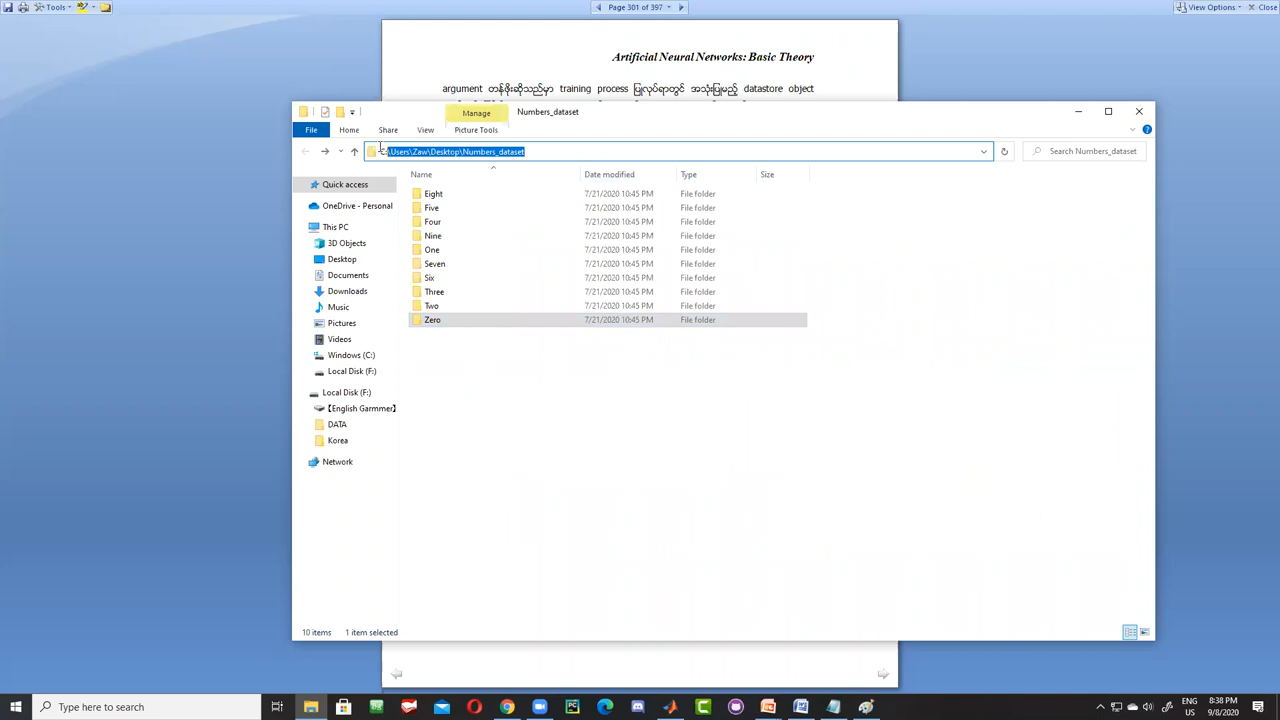 Tools
Page 301 of 397
View Options
Close
Artificial Neural Networks: Basic Theory
argument တန်ဖိုးဆိုသည်မှာ training process ပြုလုပ်ရာတွင် အသုံးပြုမည့် datastore object
Manage
Numbers_dataset
File
Home
Share
View
Picture Tools
C:\Users\Zaw\Desktop\Numbers_dataset
Search Numbers_dataset
Name
Date modified
Type
Size
Quick access
OneDrive - Personal
This PC
3D Objects
Desktop
Documents
Downloads
Music
Pictures
Videos
Windows (C:)
Local Disk (F:)
Local Disk (F:)
【English Garmmer】
DATA
Korea
Network
Eight 7/21/2020 10:45 PM File folder
Five 7/21/2020 10:45 PM File folder
Four 7/21/2020 10:45 PM File folder
Nine 7/21/2020 10:45 PM File folder
One 7/21/2020 10:45 PM File folder
Seven 7/21/2020 10:45 PM File folder
Six 7/21/2020 10:45 PM File folder
Three 7/21/2020 10:45 PM File folder
Two 7/21/2020 10:45 PM File folder
Zero 7/21/2020 10:45 PM File folder
10 items
1 item selected
Type here to search
ENG
US
8:38 PM
9/8/2020